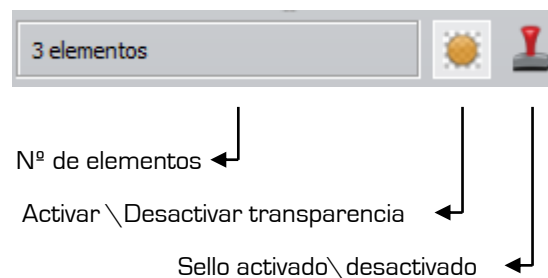 3 elementos
Nº de elementos
Activar \ Desactivar transparencia
Sello activado\ desactivado